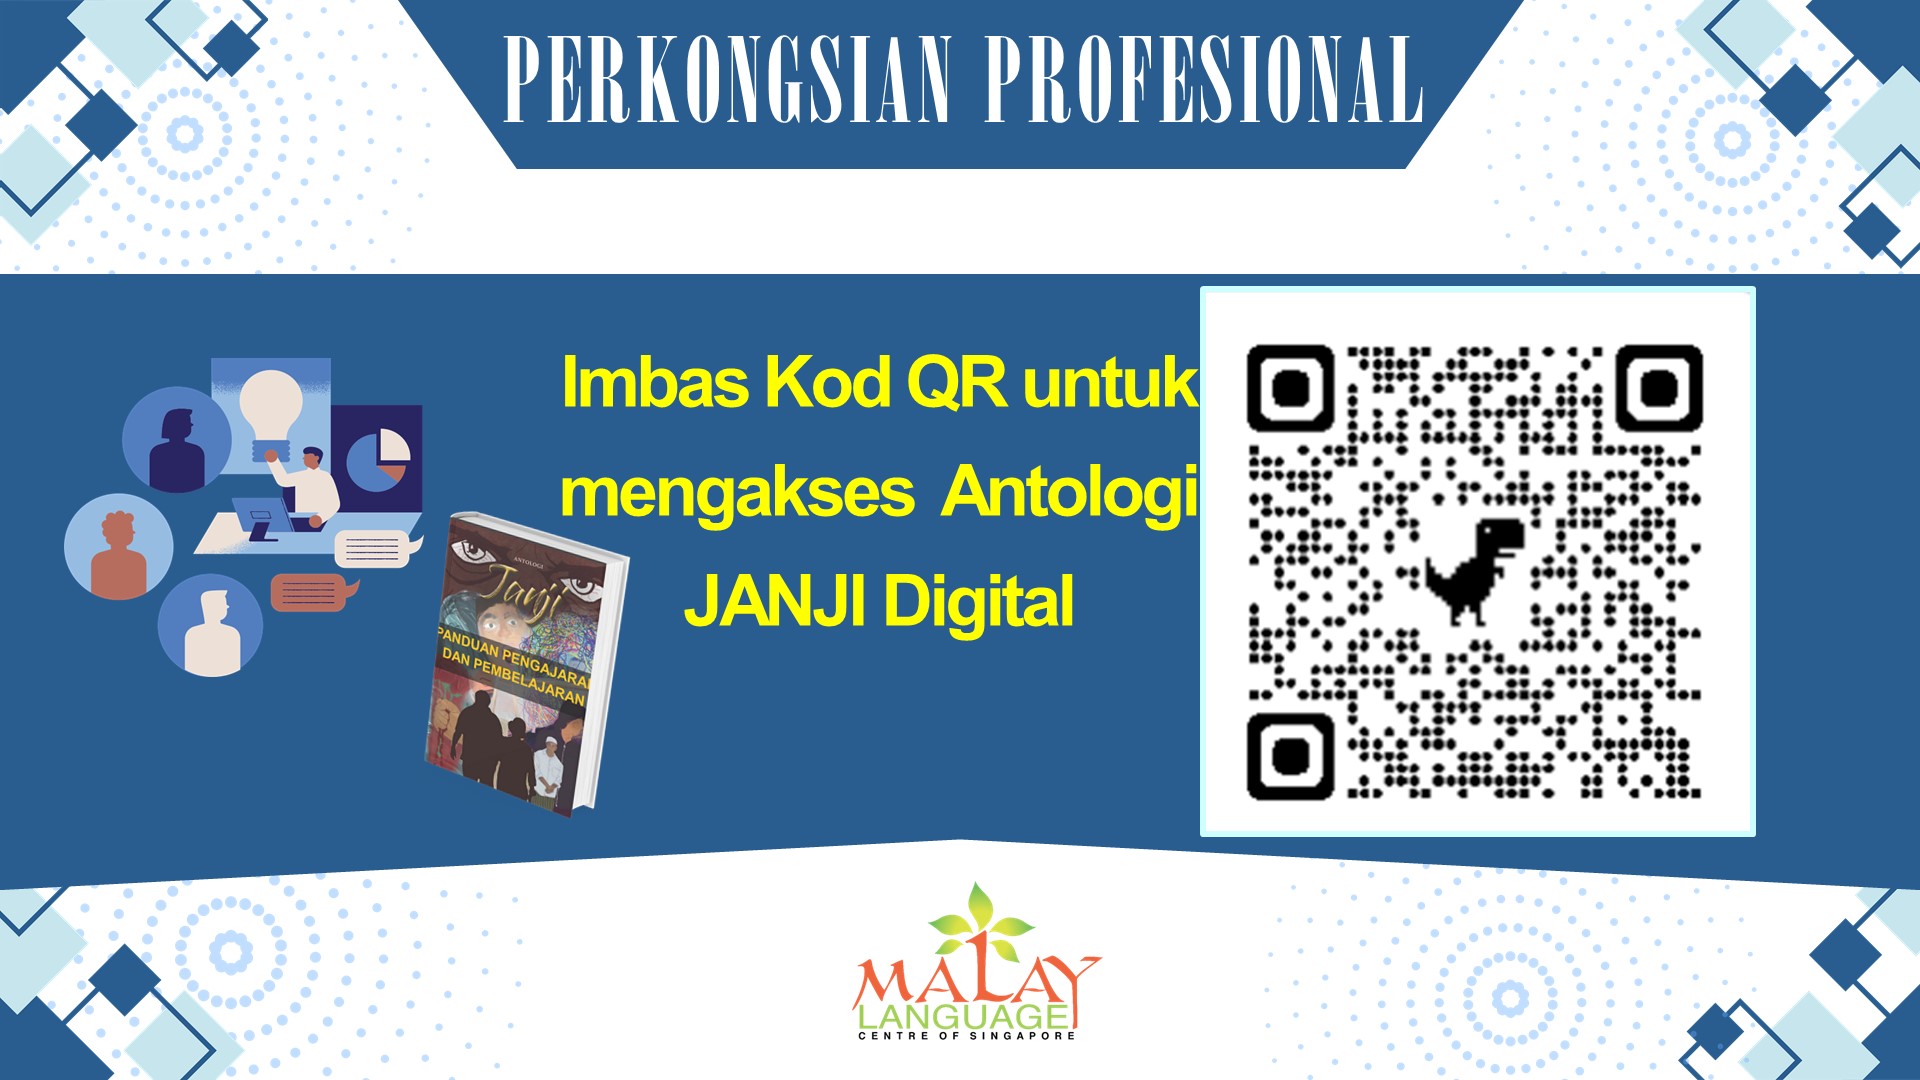 PERKONGSIAN PROFESIONAL
Imbas Kod QR untuk
mengakses Antologi
JANJI Digital
ANTOLOGI
Janji
PANDUAN PENGAJARAN
DAN PEMBELAJARAN
MALAY
LANGUAGE
CENTRE OF SINGAPORE